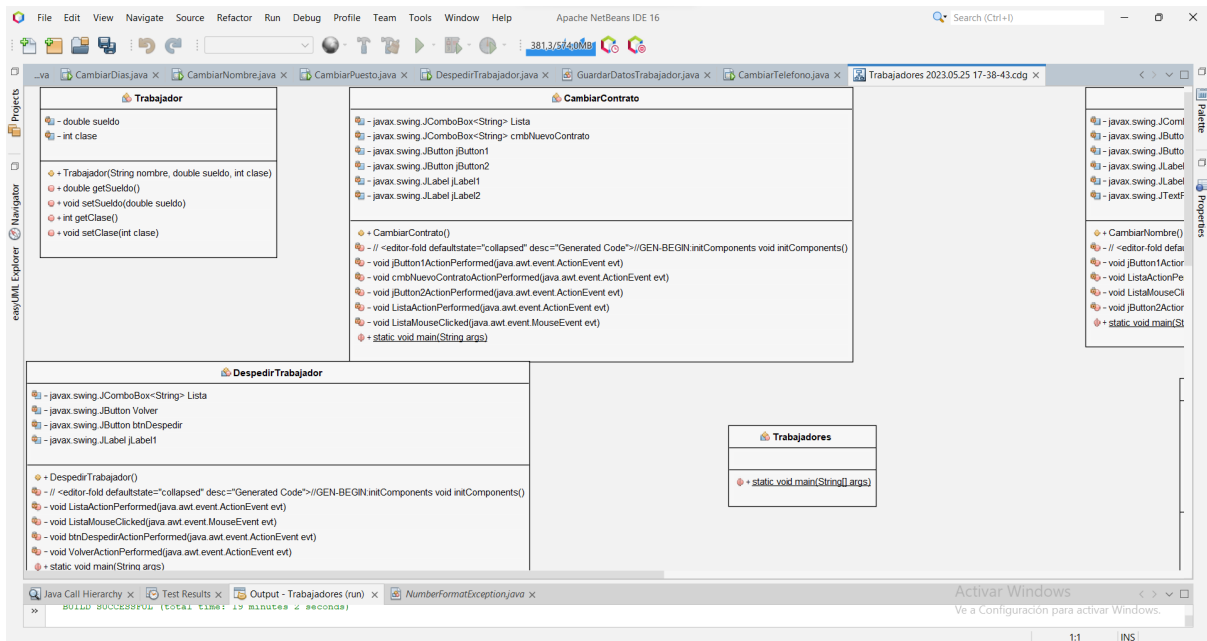 File Edit View Navigate Source Refactor Run Debug Profile Team Tools Window Help Apache NetBeans IDE 16 Search (Ctrl+I)
381.3/574.0MB
...va CambiarDias.java CambiarNombre.java CambiarPuesto.java DespedirTrabajador.java GuardarDatosTrabajador.java CambiarTelefono.java Trabajadores 2023.05.25 17-38-43.cdg
Projects
Navigator
easyUML Explorer
Trabajador
- double sueldo
- int clase
+ Trabajador(String nombre, double sueldo, int clase)
+ double getSueldo()
+ void setSueldo(double sueldo)
+ int getClase()
+ void setClase(int clase)
CambiarContrato
- javax.swing.JComboBox<String> Lista
- javax.swing.JComboBox<String> cmbNuevoContrato
- javax.swing.JButton jButton1
- javax.swing.JButton jButton2
- javax.swing.JLabel jLabel1
- javax.swing.JLabel jLabel2
+ CambiarContrato()
- // <editor-fold defaultstate="collapsed" desc="Generated Code">//GEN-BEGIN:initComponents void initComponents()
- void jButton1ActionPerformed(java.awt.event.ActionEvent evt)
- void cmbNuevoContratoActionPerformed(java.awt.event.ActionEvent evt)
- void jButton2ActionPerformed(java.awt.event.ActionEvent evt)
- void ListaActionPerformed(java.awt.event.ActionEvent evt)
- void ListaMouseClicked(java.awt.event.MouseEvent evt)
+ static void main(String args)
- javax.swing.JComl
- javax.swing.JButto
- javax.swing.JButto
- javax.swing.JLabel
- javax.swing.JLabel
- javax.swing.JTextF
+ CambiarNombre()
- // <editor-fold defau
- void jButton1Action
- void ListaActionPe
- void ListaMouseCli
- void jButton2Action
+ static void main(St
Palette
Properties
DespedirTrabajador
- javax.swing.JComboBox<String> Lista
- javax.swing.JButton Volver
- javax.swing.JButton btnDespedir
- javax.swing.JLabel jLabel1
+ DespedirTrabajador()
- // <editor-fold defaultstate="collapsed" desc="Generated Code">//GEN-BEGIN:initComponents void initComponents()
- void ListaActionPerformed(java.awt.event.ActionEvent evt)
- void ListaMouseClicked(java.awt.event.MouseEvent evt)
- void btnDespedirActionPerformed(java.awt.event.ActionEvent evt)
- void VolverActionPerformed(java.awt.event.ActionEvent evt)
+ static void main(String args)
Trabajadores
+ static void main(String[] args)
Java Call Hierarchy Test Results Output - Trabajadores (run) NumberFormatException.java
BUILD SUCCESSFUL (total time: 19 minutes 2 seconds)
Activar Windows
Ve a Configuración para activar Windows.
1:1 INS